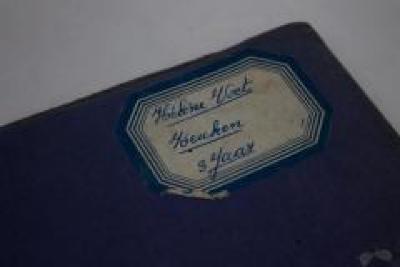 Hélène Voet
Keuken
3 Jaar